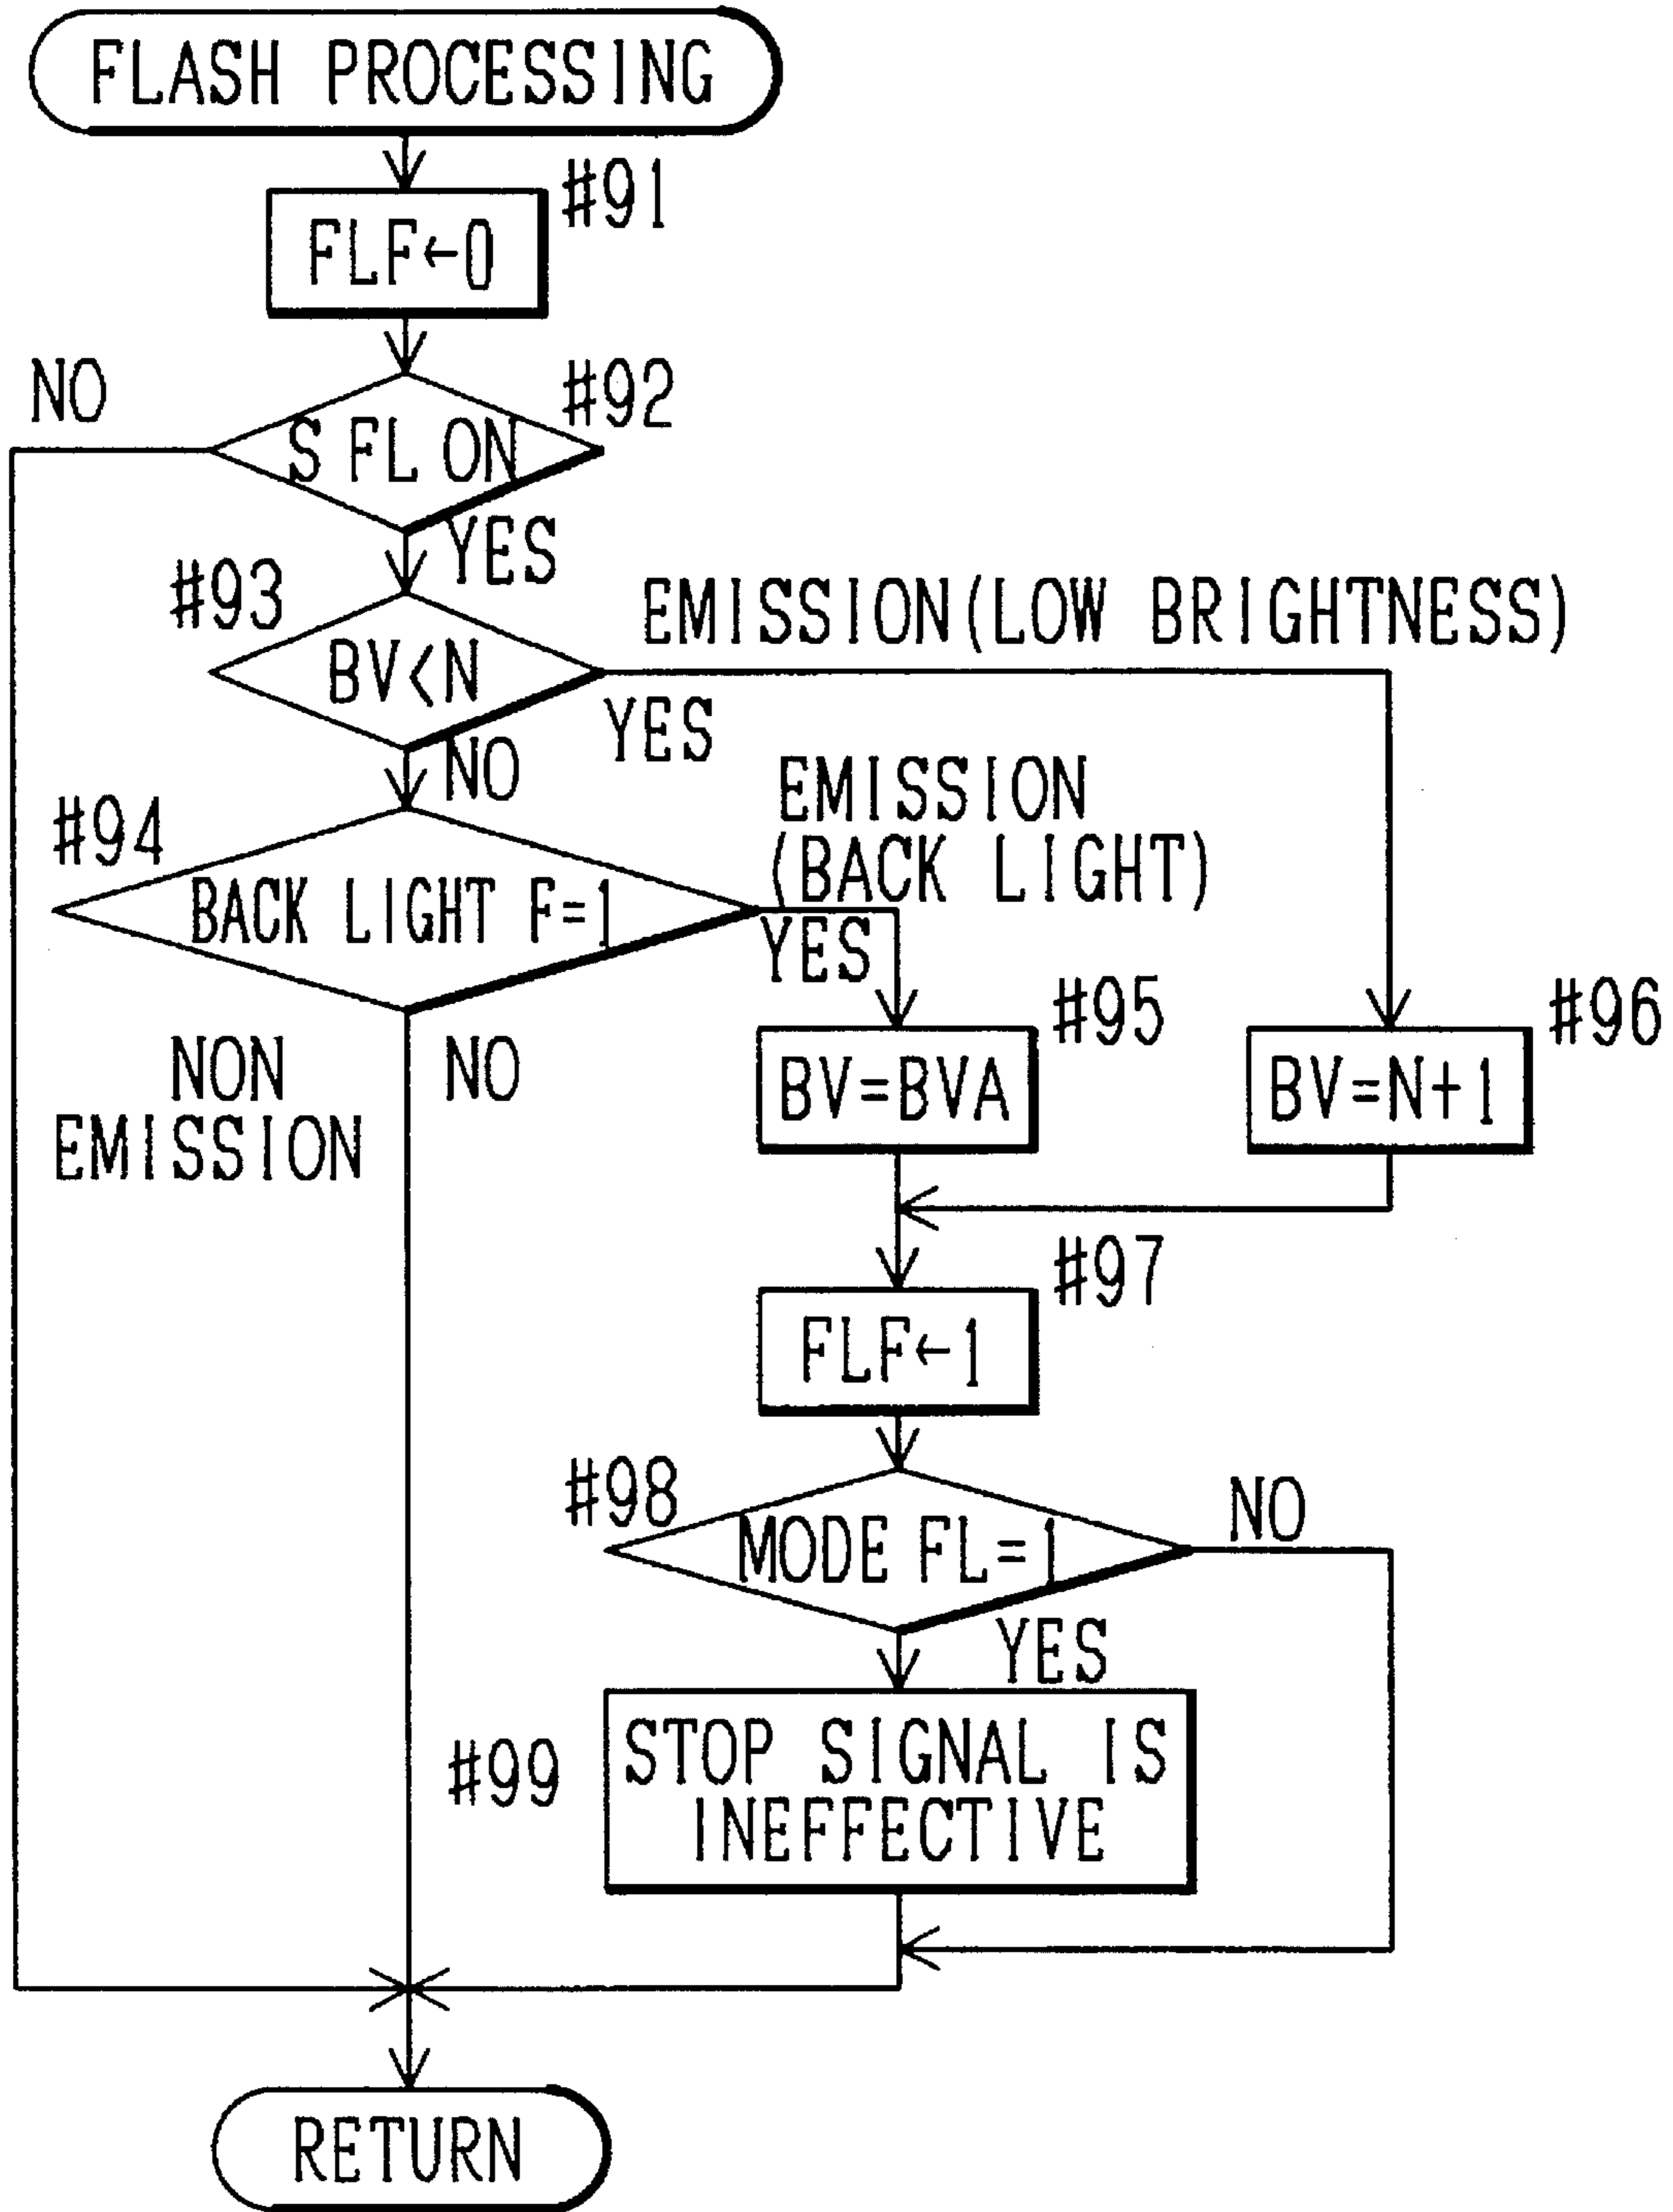 FLASH PROCESSING
#91
FLF←0
NO
#92
S FL ON
YES
#93
EMISSION(LOW BRIGHTNESS)
BV<N
YES
NO
EMISSION
(BACK LIGHT)
#94
BACK LIGHT F=1
YES
#95
#96
NON
EMISSION
NO
BV=BVA
BV=N+1
#97
FLF←1
#98
NO
MODE FL=1
YES
#99
STOP SIGNAL IS
INEFFECTIVE
RETURN